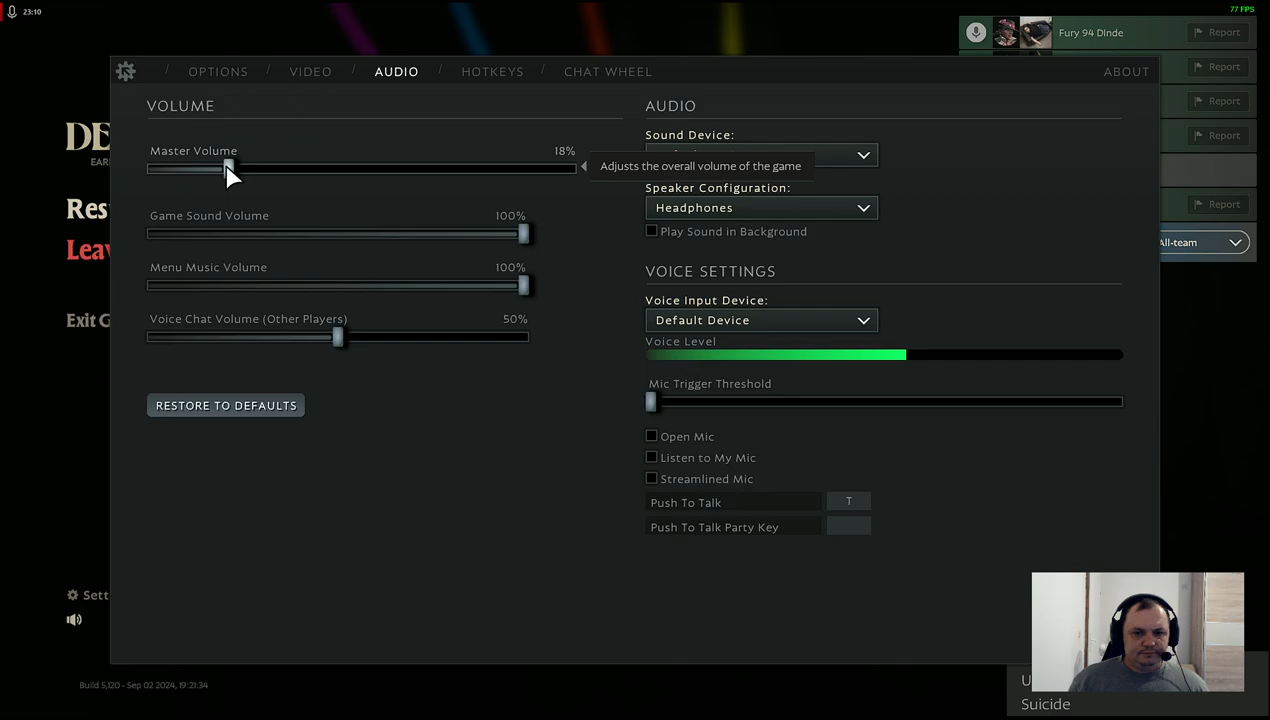 23:10
77 FPS
Fury 94 Dlnde
Report
OPTIONS / VIDEO / AUDIO / HOTKEYS / CHAT WHEEL
ABOUT
Report
Report
Report
Report
All-team
DE
EAR
Res
Leav
Exit G
Sett
VOLUME
Master Volume
18%
Adjusts the overall volume of the game
Game Sound Volume
100%
Menu Music Volume
100%
Voice Chat Volume (Other Players)
50%
RESTORE TO DEFAULTS
AUDIO
Sound Device:
Speaker Configuration:
Headphones
Play Sound in Background
VOICE SETTINGS
Voice Input Device:
Default Device
Voice Level
Mic Trigger Threshold
Open Mic
Listen to My Mic
Streamlined Mic
Push To Talk
T
Push To Talk Party Key
Build 5,120 - Sep 02 2024, 19:21:34
U
Suicide